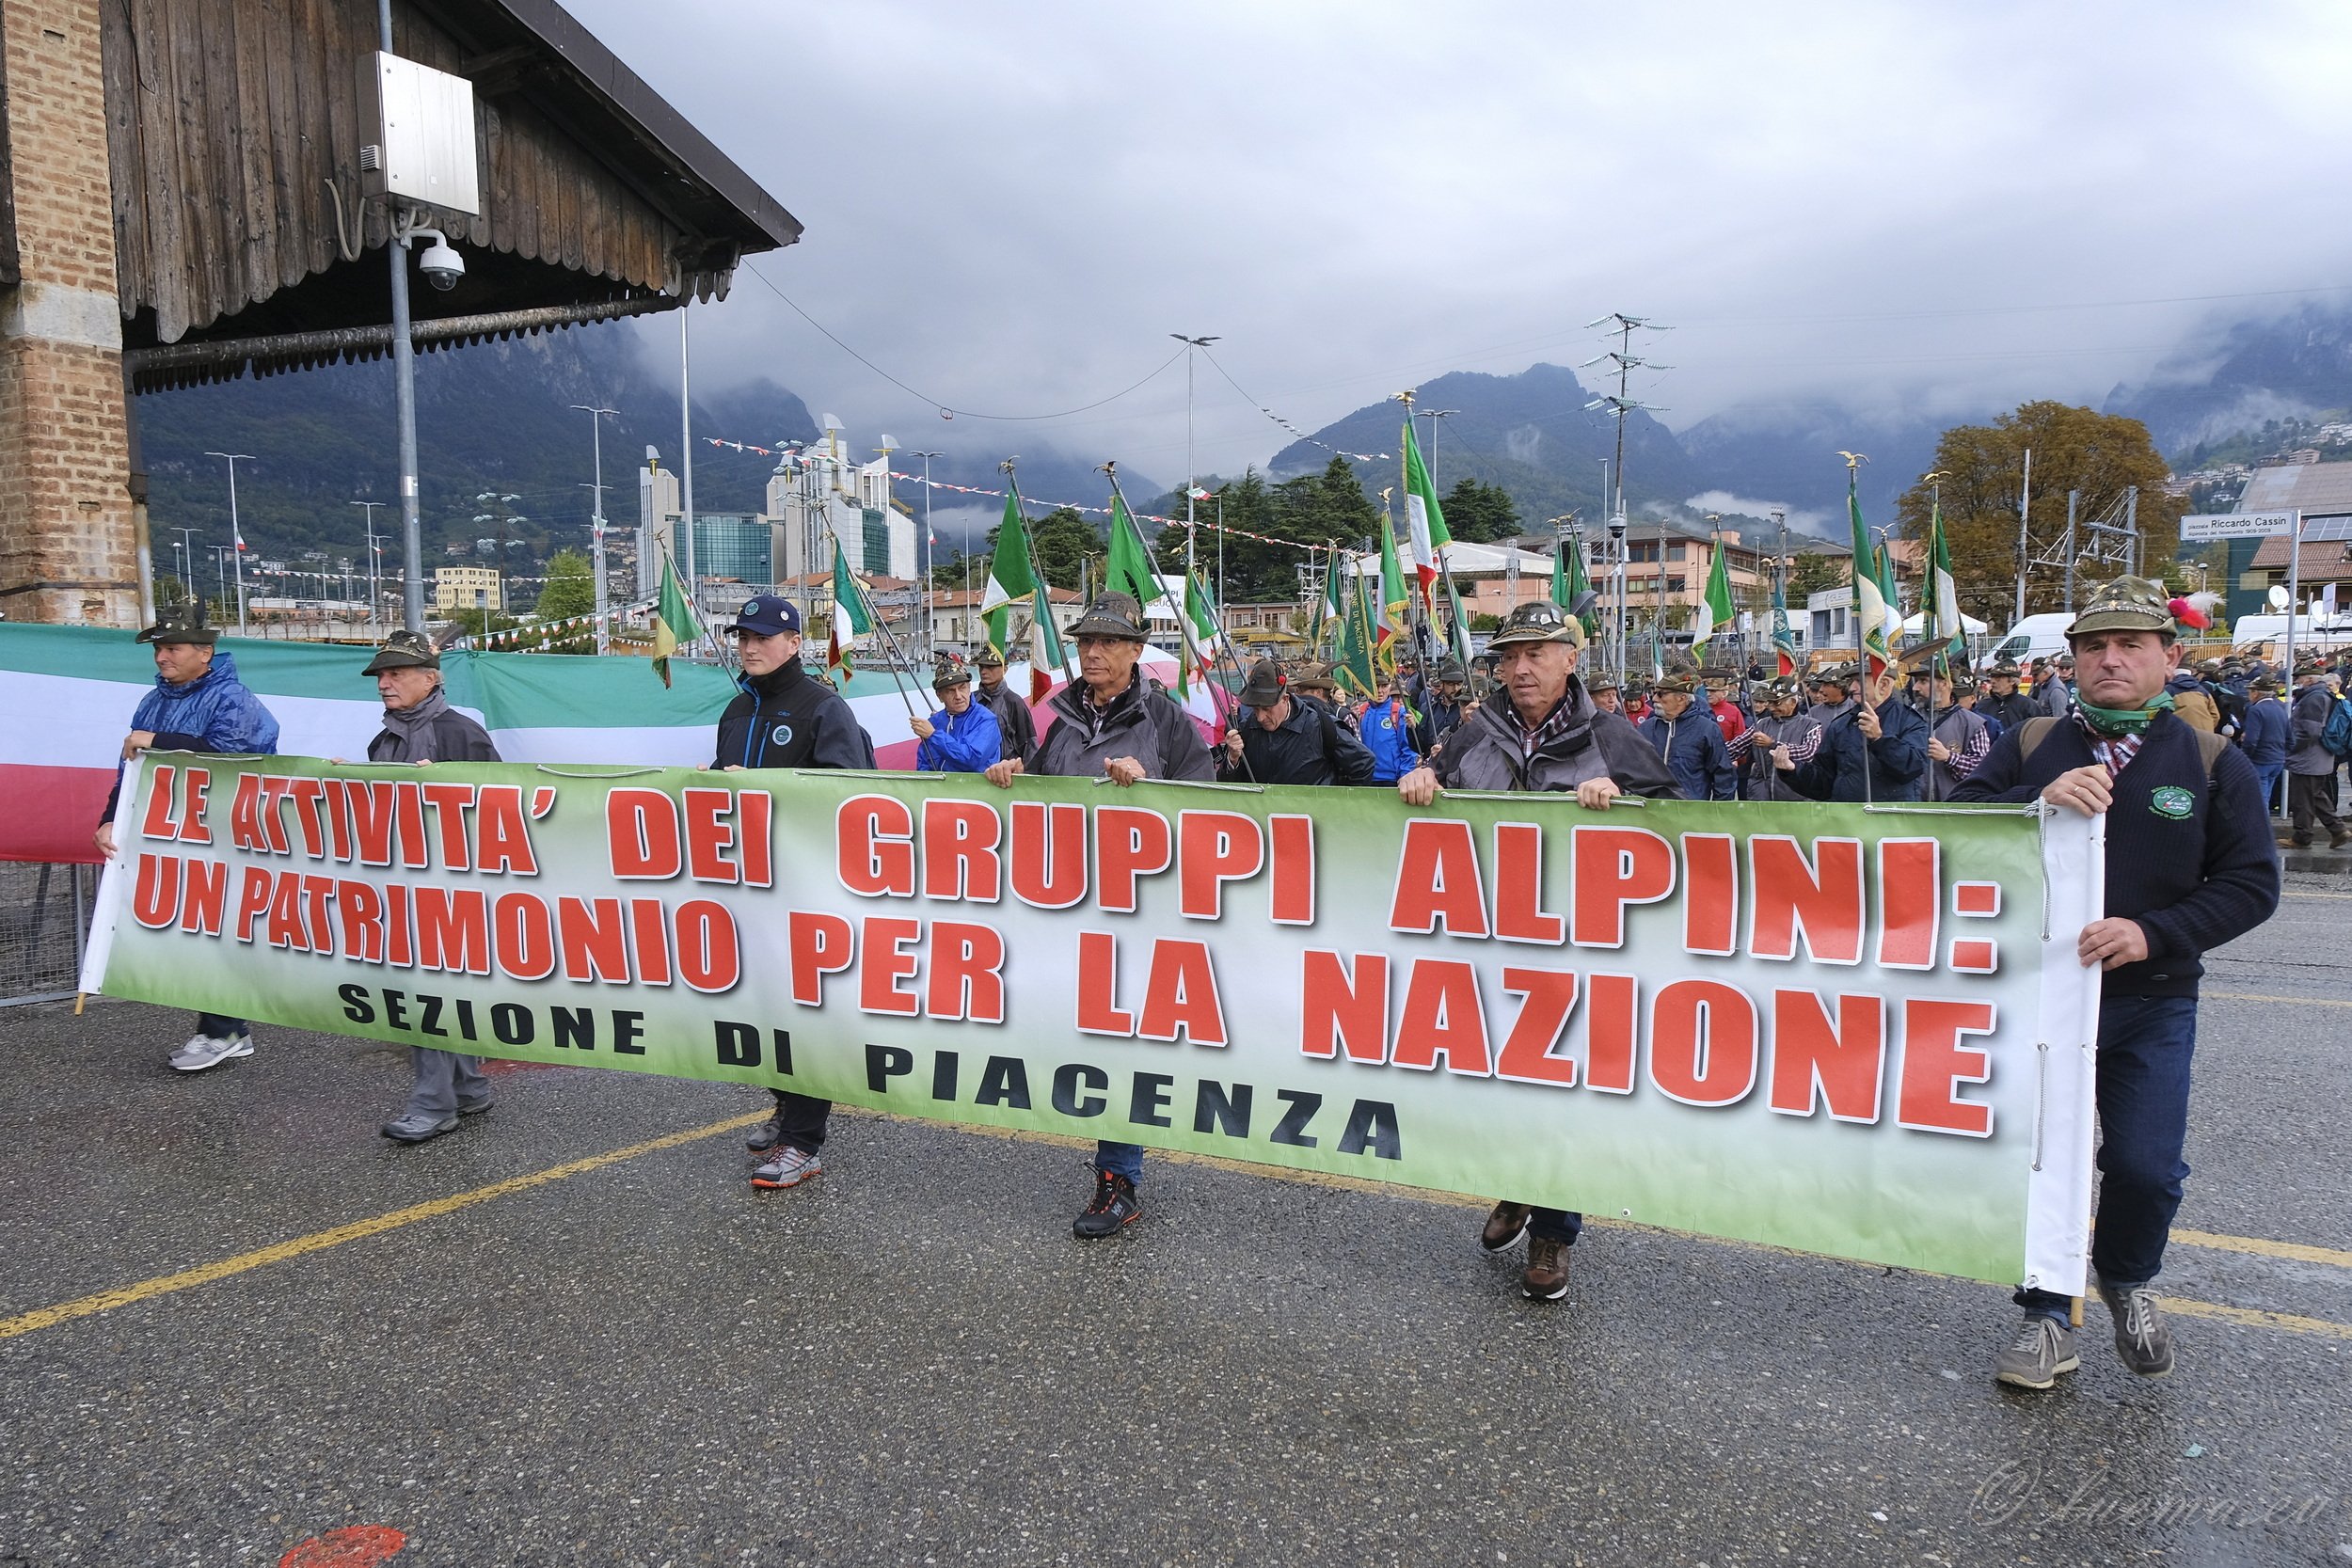 piazzale Riccardo Cassin
LE ATTIVITA' DEI GRUPPI ALPINI:
UN PATRIMONIO PER LA NAZIONE
SEZIONE DI PIACENZA